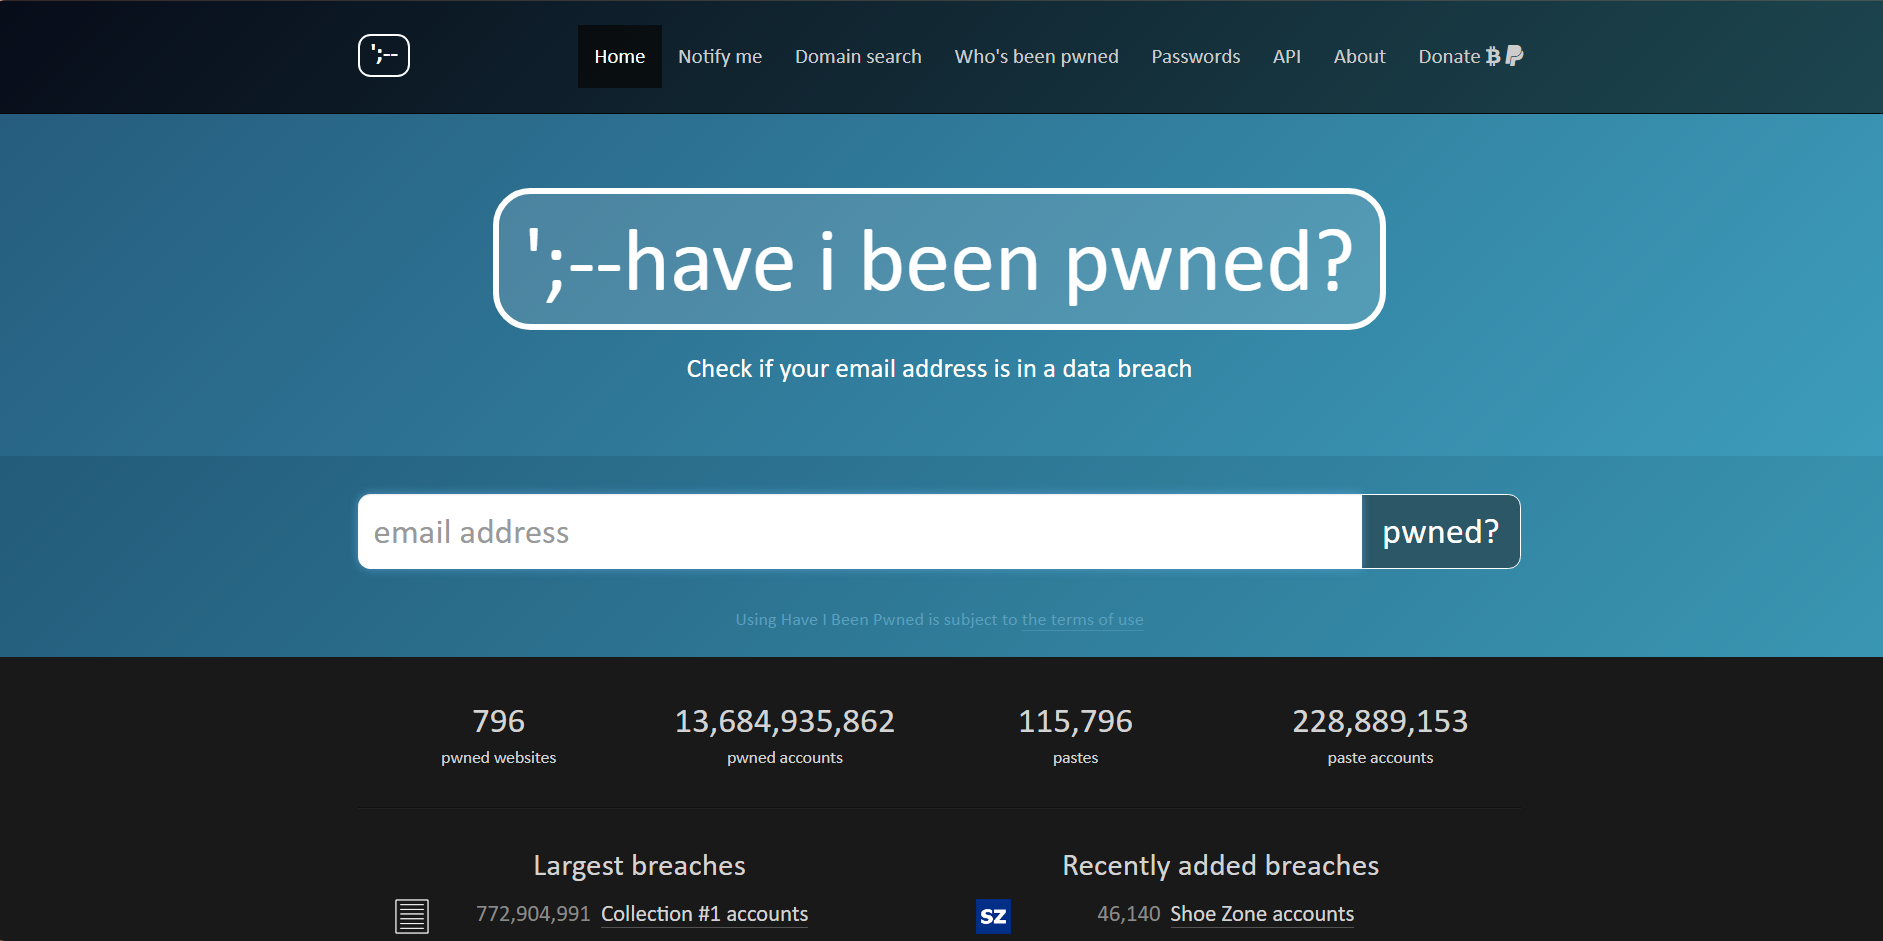 ';--
Home Notify me Domain search Who's been pwned Passwords API About Donate
';--have i been pwned?
Check if your email address is in a data breach
email address pwned?
Using Have I Been Pwned is subject to the terms of use
796 13,684,935,862 115,796 228,889,153
pwned websites pwned accounts pastes paste accounts
Largest breaches Recently added breaches
772,904,991 Collection #1 accounts SZ 46,140 Shoe Zone accounts